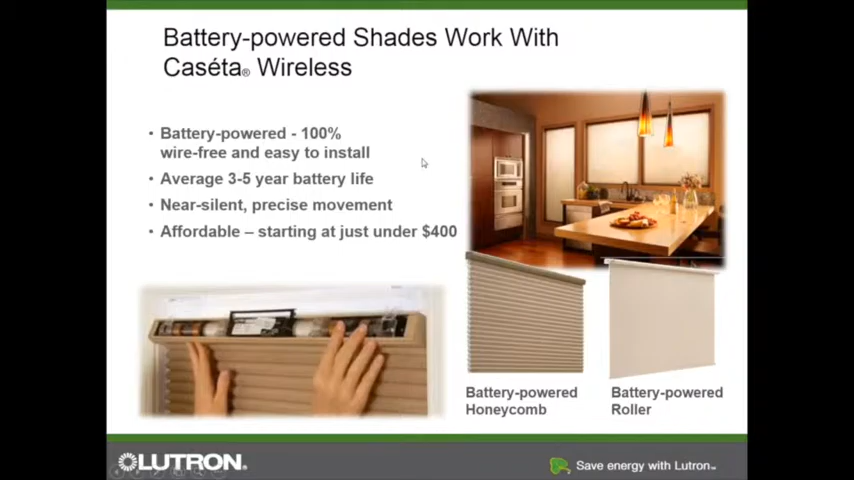 Battery-powered Shades Work With
Caséta® Wireless
• Battery-powered - 100%
wire-free and easy to install
• Average 3-5 year battery life
• Near-silent, precise movement
• Affordable – starting at just under $400
Battery-powered
Honeycomb
Battery-powered
Roller
LUTRON®
Save energy with Lutron™